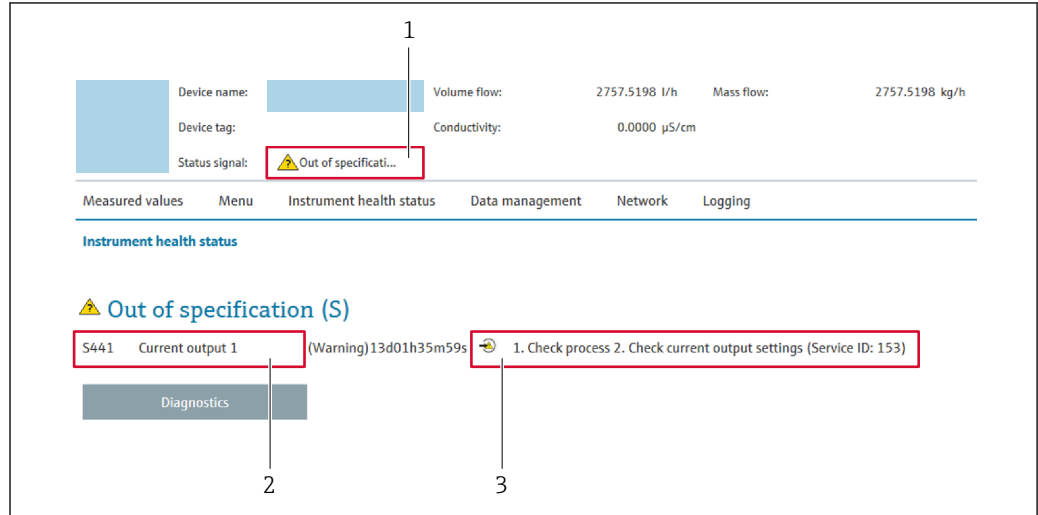 1
Device name: Volume flow: 2757.5198 l/h Mass flow: 2757.5198 kg/h
Device tag: Conductivity: 0.0000 µS/cm
Status signal: Out of specificati...
Measured values Menu Instrument health status Data management Network Logging
Instrument health status
Out of specification (S)
S441 Current output 1 (Warning)13d01h35m59s 1. Check process 2. Check current output settings (Service ID: 153)
Diagnostics
2 3